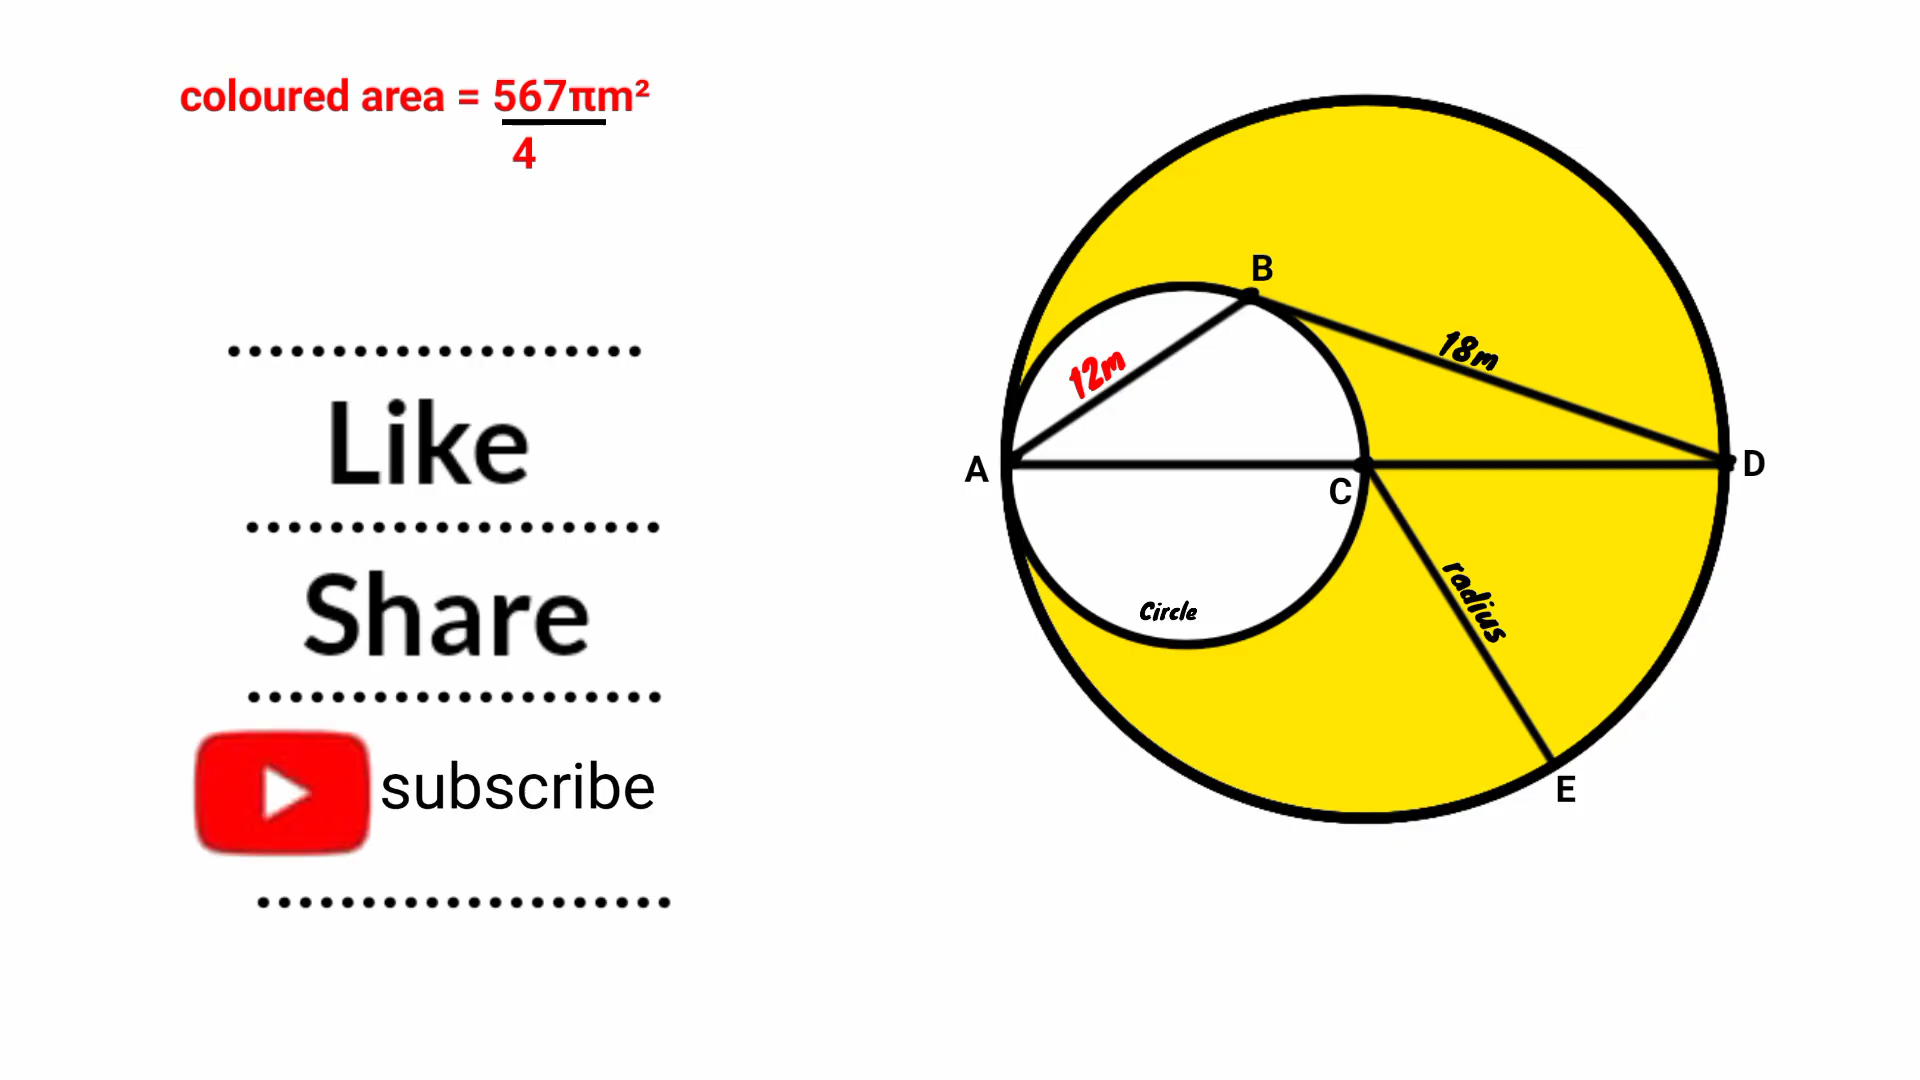 coloured area = 567πm²
4
Like
Share
subscribe
B
12m
18m
A
C
D
radius
Circle
E